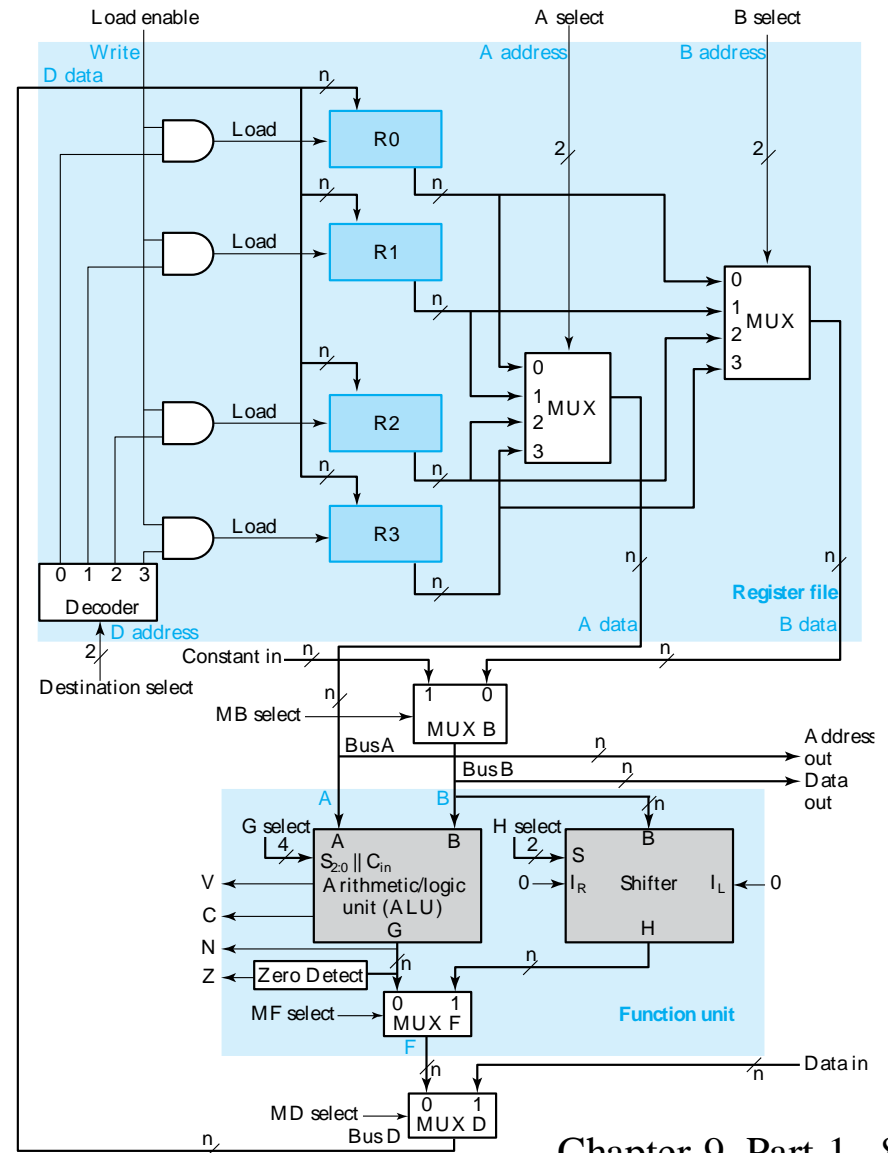 Load enable
A select
B select
Write
A address
B address
D data
n
Load
R0
2
2
n
n
Load
R1
0
1
2
3
MUX
n
n
0
1
2
3
MUX
Load
R2
n
n
Load
R3
n
n
n
0 1 2 3
Decoder
Register file
D address
A data
B data
2
Constant in
n
n
Destination select
n
1 0
MB select
MUX B
Bus A
n
Address
out
Bus B
n
Data
out
A
B
n
G select
H select
4
A
B
2
B
S2:0 || Cin
S
V
Arithmetic/logic
unit (ALU)
0
IR
Shifter
IL
0
C
G
H
N
n
n
Z
Zero Detect
0 1
MF select
MUX F
Function unit
F
n
Data in
n
0 1
MD select
MUX D
n
Bus D
Chapter 9 Part 1